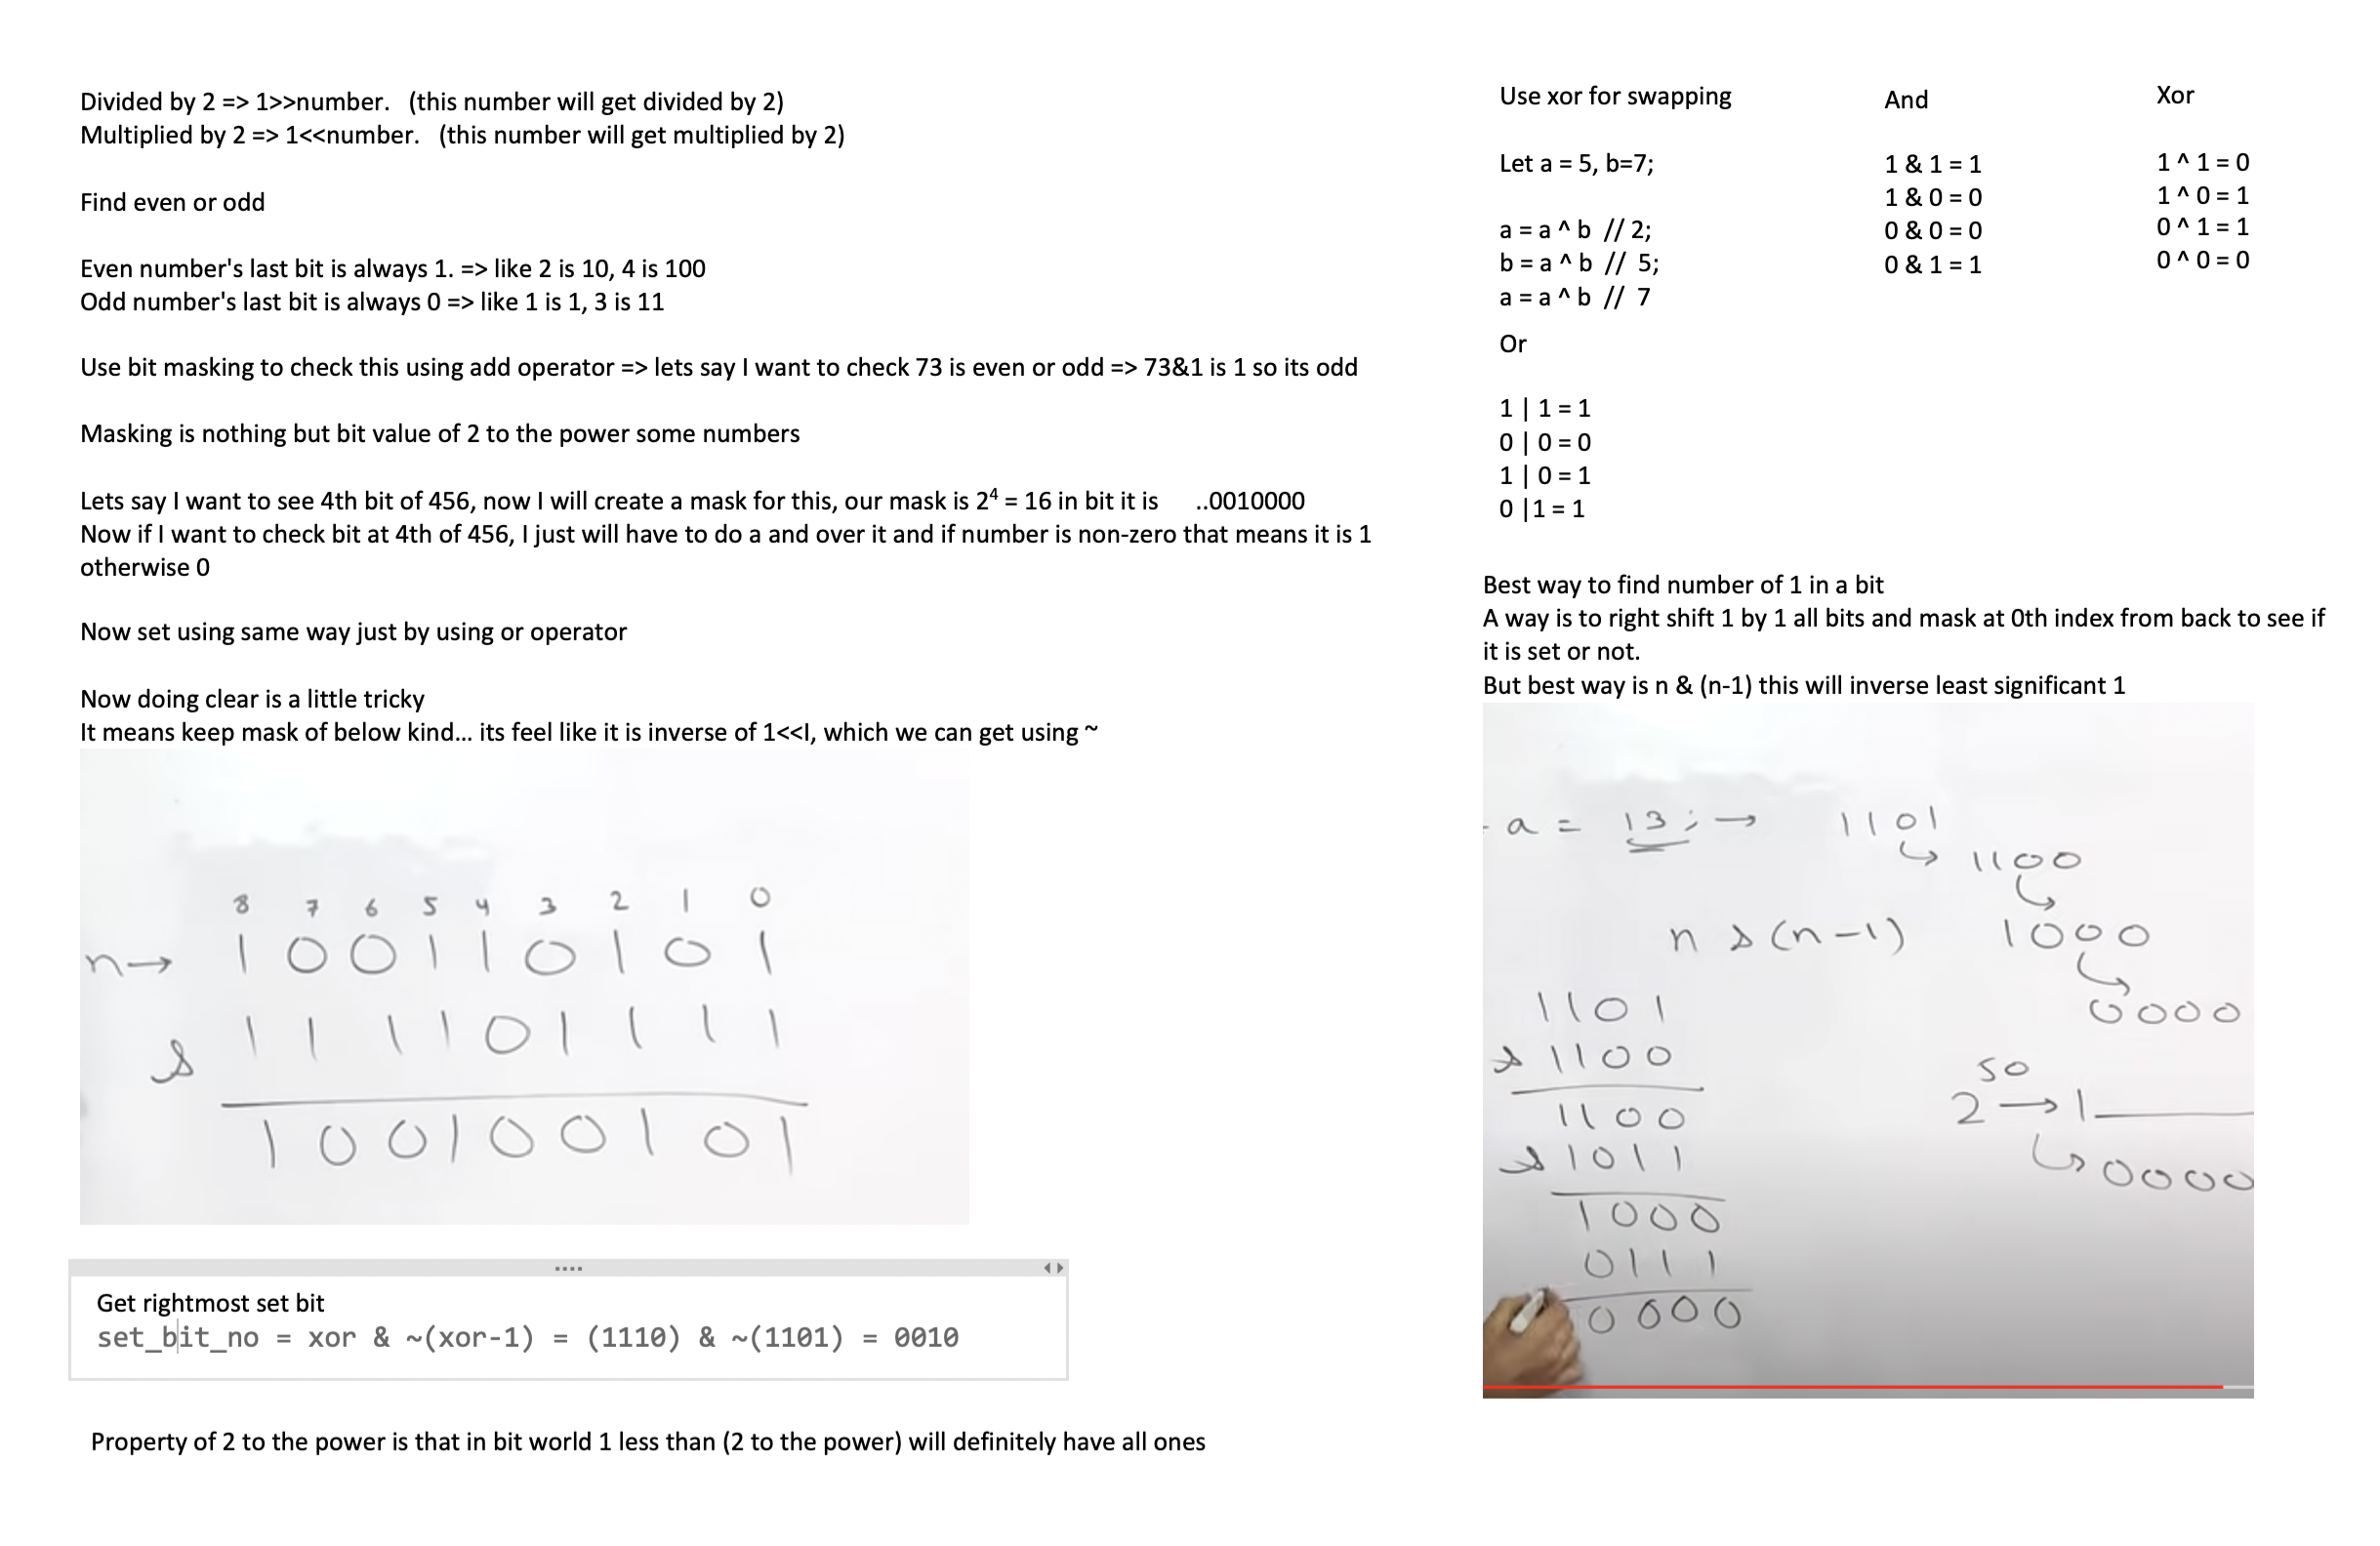 Divided by 2 => 1>>number.   (this number will get divided by 2)
Multiplied by 2 => 1<<number.   (this number will get multiplied by 2)
Find even or odd
Even number's last bit is always 1. => like 2 is 10, 4 is 100
Odd number's last bit is always 0 => like 1 is 1, 3 is 11
Use bit masking to check this using add operator => lets say I want to check 73 is even or odd => 73&1 is 1 so its odd
Masking is nothing but bit value of 2 to the power some numbers
Lets say I want to see 4th bit of 456, now I will create a mask for this, our mask is 2⁴ = 16 in bit it is     ..0010000
Now if I want to check bit at 4th of 456, I just will have to do a and over it and if number is non-zero that means it is 1
otherwise 0
Now set using same way just by using or operator
Now doing clear is a little tricky
It means keep mask of below kind... its feel like it is inverse of 1<<I, which we can get using ~
8 7 6 5 4 3 2 1 0
n→ 1 0 0 1 1 0 1 0 1
& 1 1 1 1 0 1 1 1 1
1 0 0 1 0 0 1 0 1
Get rightmost set bit
set_bit_no = xor & ~(xor-1) = (1110) & ~(1101) = 0010
Property of 2 to the power is that in bit world 1 less than (2 to the power) will definitely have all ones
Use xor for swapping
Let a = 5, b=7;
a = a ^ b  // 2;
b = a ^ b  //  5;
a = a ^ b  //  7
Or
1 | 1 = 1
0 | 0 = 0
1 | 0 = 1
0 |1 = 1
And
1 & 1 = 1
1 & 0 = 0
0 & 0 = 0
0 & 1 = 1
Xor
1 ^ 1 = 0
1 ^ 0 = 1
0 ^ 1 = 1
0 ^ 0 = 0
Best way to find number of 1 in a bit
A way is to right shift 1 by 1 all bits and mask at 0th index from back to see if
it is set or not.
But best way is n & (n-1) this will inverse least significant 1
a = 13; → 1101
↳ 1100
n & (n-1)
↳ 1000
↳ 0000
1101
& 1100
1100
& 1011
1000
0111
0000
2⁵⁰ → 1
↳ 0000